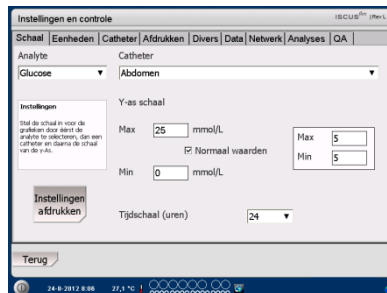 Instellingen en controle
ISCUS
Schaal Eenheden Catheter Afdrukken Divers Data Netwerk Analyses QA
Analyte Catheter
Glucose Abdomen
Instellingen
Stel de schaal in voor de
grafieken door éérst de
analyte te selecteren, dan een
catheter en daarna de schaal
van de y-As.
Y-as schaal
Max 25 mmol/L
Normaal waarden
Min 0 mmol/L
Max 5
Min 5
Instellingen
afdrukken
Tijdschaal (uren) 24
Terug
24-8-2012 8:06 27,1 °C !